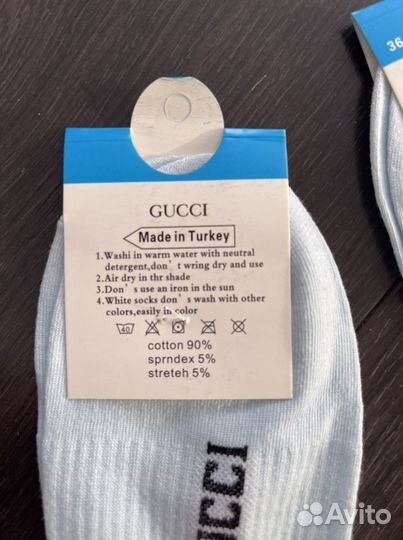 36
GUCCI
Made in Turkey
1.Washi in warm water with neutral
detergent,don't wring dry and use
2.Air dry in thr shade
3.Don's use an iron in the sun
4.White socks don's wash with other
colors,easily in color
40
cotton 90%
sprndex 5%
streteh 5%
GUCCI
Avito